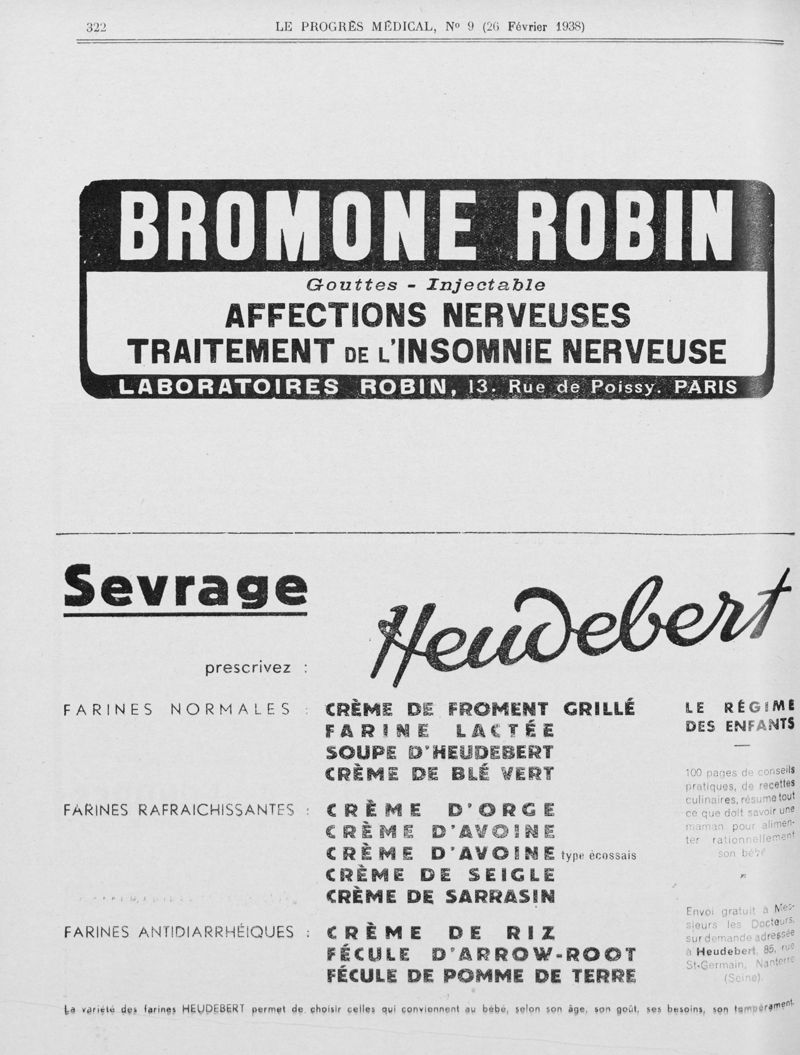 322
LE PROGRÈS MÉDICAL, Nº 9 (26 Février 1938)
BROMONE ROBIN
Gouttes - Injectable
AFFECTIONS NERVEUSES
TRAITEMENT DE L'INSOMNIE NERVEUSE
LABORATOIRES ROBIN, 13. Rue de Poissy. PARIS
Sevrage
Heudebert
prescrivez :
FARINES NORMALES : CRÈME DE FROMENT GRILLÉ
FARINE LACTÉE
SOUPE D'HEUDEBERT
CRÈME DE BLÉ VERT
FARINES RAFRAICHISSANTES : CRÈME D'ORGE
CRÈME D'AVOINE
CRÈME D'AVOINE type écossais
CRÈME DE SEIGLE
CRÈME DE SARRASIN
FARINES ANTIDIARRHÉIQUES : CRÈME DE RIZ
FÉCULE D'ARROW-ROOT
FÉCULE DE POMME DE TERRE
LE RÉGIME
DES ENFANTS
100 pages de conseils
pratiques, de recettes
culinaires, résume tout
ce que doit savoir une
maman pour alimen-
ter rationnellement
son bébé
Envoi gratuit à Mes-
sieurs les Docteurs,
sur demande adressée
à Heudebert, 85, rue
St-Germain, Nanterre
(Seine).
La variété des farines HEUDEBERT permet de choisir celles qui conviennent au bébé, selon son âge, son goût, ses besoins, son tempérament.